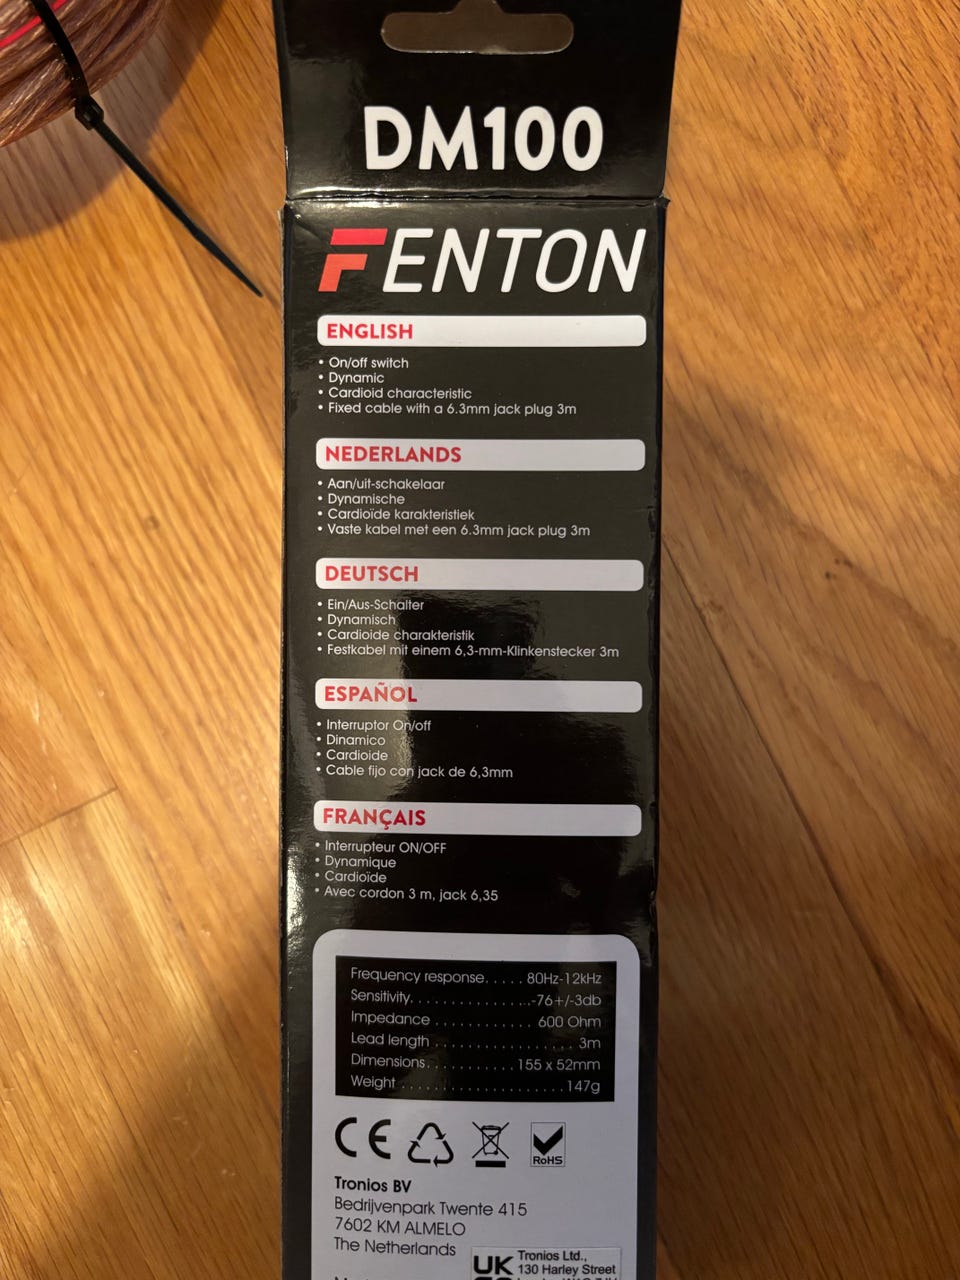 DM100
FENTON
ENGLISH
• On/off switch
• Dynamic
• Cardioid characteristic
• Fixed cable with a 6.3mm jack plug 3m
NEDERLANDS
• Aan/uit-schakelaar
• Dynamische
• Cardioïde karakteristiek
• Vaste kabel met een 6.3mm jack plug 3m
DEUTSCH
• Ein/Aus-Schalter
• Dynamisch
• Cardioide charakteristik
• Festkabel mit einem 6,3-mm-Klinkenstecker 3m
ESPAÑOL
• Interruptor On/off
• Dinamico
• Cardioide
• Cable fijo con jack de 6,3mm
FRANÇAIS
• Interrupteur ON/OFF
• Dynamique
• Cardioïde
• Avec cordon 3 m, jack 6,35
Frequency response..... 80Hz-12kHz
Sensitivity...............-76+/-3db
Impedance ............ 600 Ohm
Lead length ................ 3m
Dimensions........... 155 x 52mm
Weight .....................147g
CE
RoHS
Tronios BV
Bedrijvenpark Twente 415
7602 KM ALMELO
The Netherlands
UK
Tronios Ltd.,
130 Harley Street